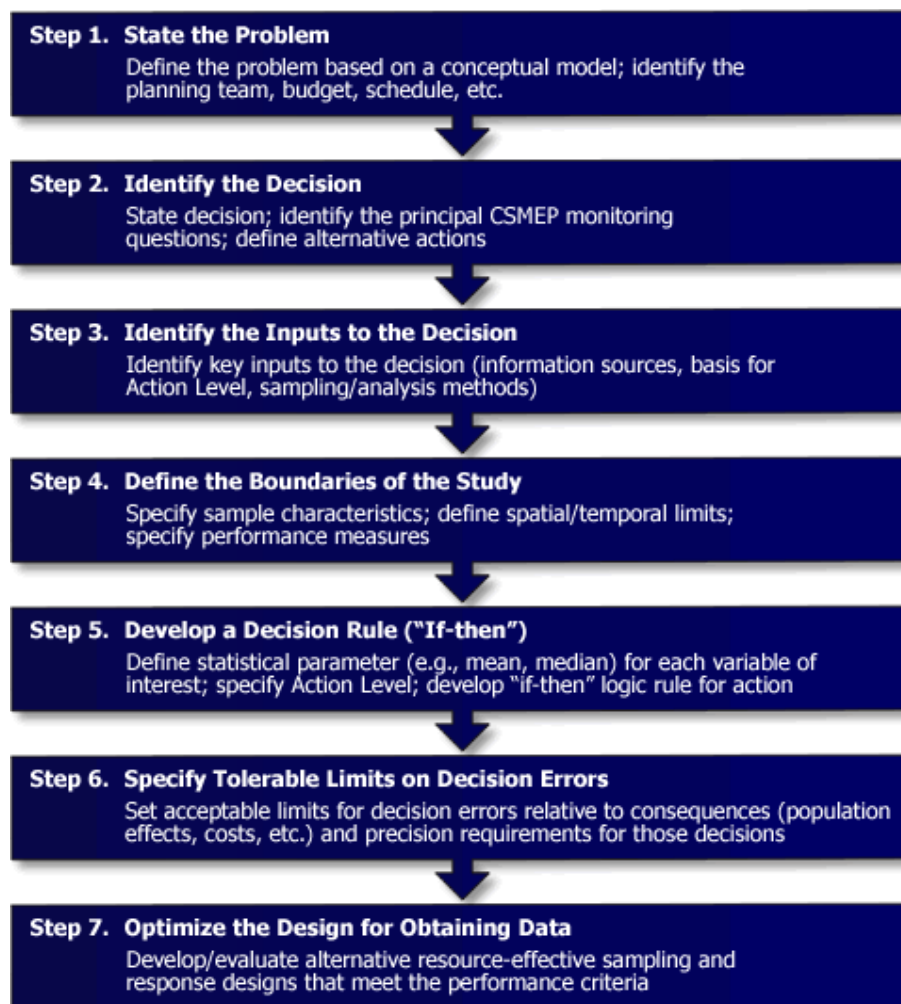 Step 1. State the Problem
Define the problem based on a conceptual model; identify the
planning team, budget, schedule, etc.
Step 2. Identify the Decision
State decision; identify the principal CSMEP monitoring
questions; define alternative actions
Step 3. Identify the Inputs to the Decision
Identify key inputs to the decision (information sources, basis for
Action Level, sampling/analysis methods)
Step 4. Define the Boundaries of the Study
Specify sample characteristics; define spatial/temporal limits;
specify performance measures
Step 5. Develop a Decision Rule (“If-then”)
Define statistical parameter (e.g., mean, median) for each variable of
interest; specify Action Level; develop “if-then” logic rule for action
Step 6. Specify Tolerable Limits on Decision Errors
Set acceptable limits for decision errors relative to consequences (population
effects, costs, etc.) and precision requirements for those decisions
Step 7. Optimize the Design for Obtaining Data
Develop/evaluate alternative resource-effective sampling and
response designs that meet the performance criteria